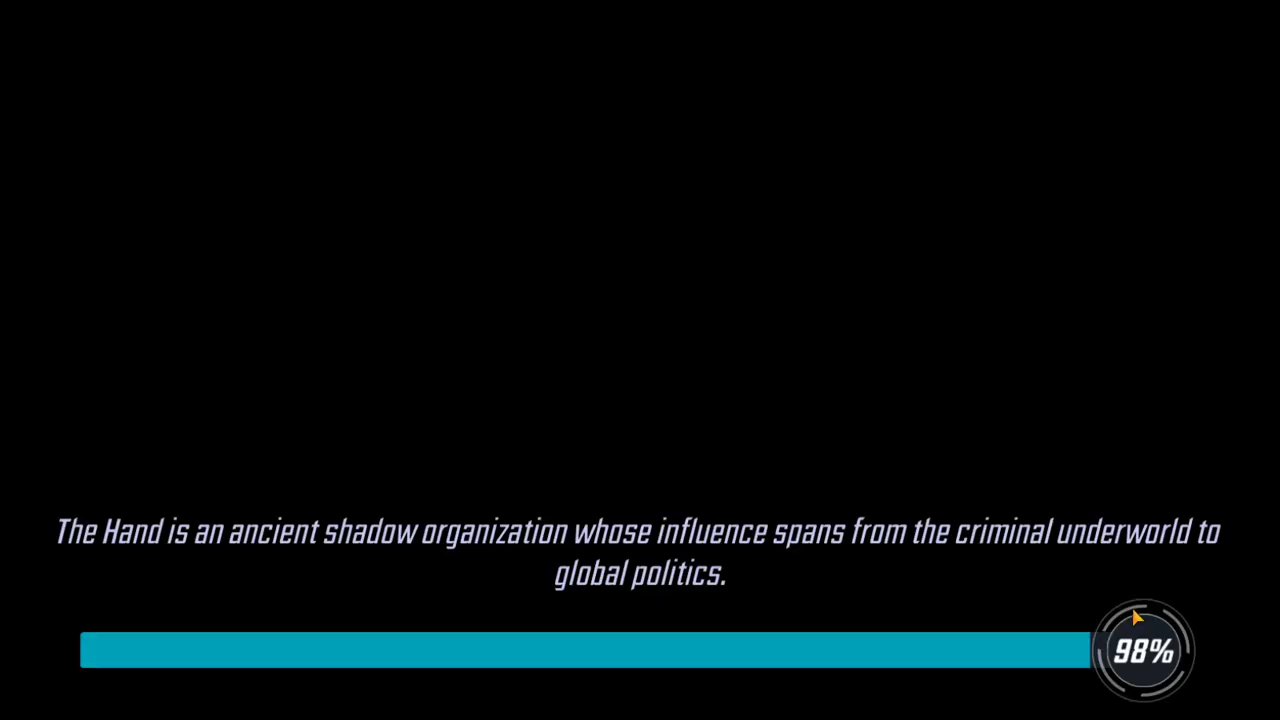 The Hand is an ancient shadow organization whose influence spans from the criminal underworld to
global politics.
98%